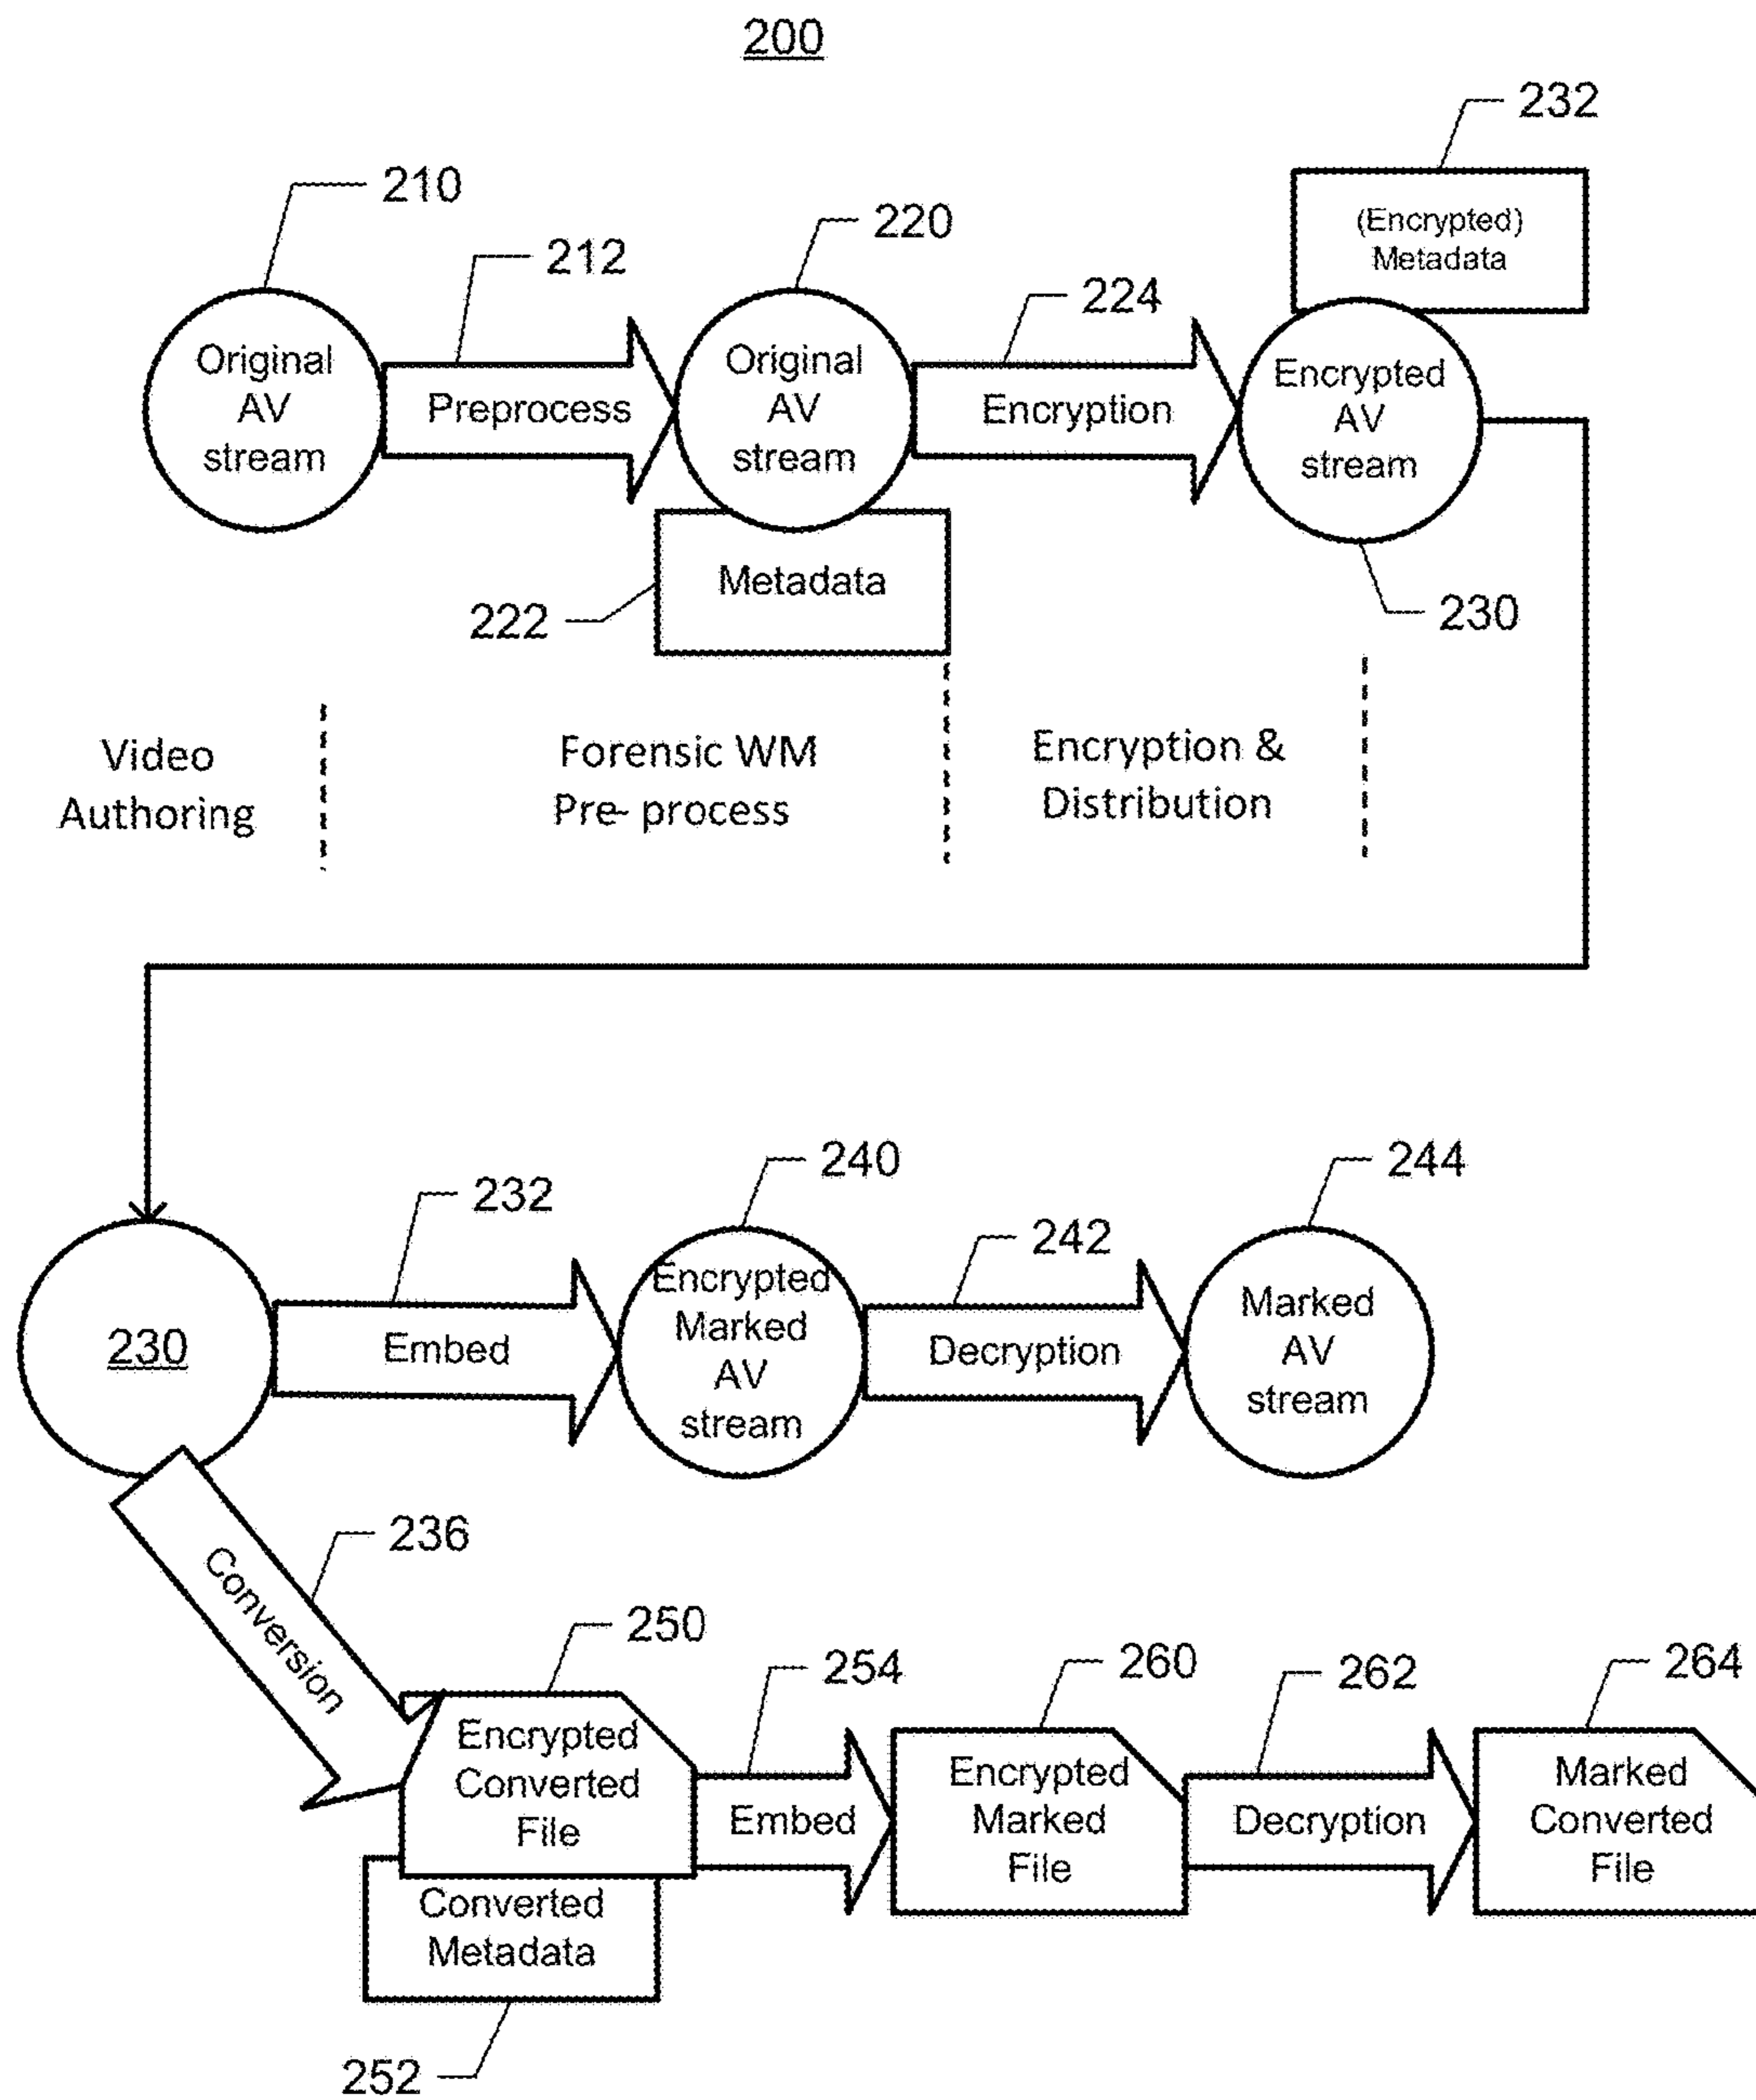 200
232
210
(Encrypted)
Metadata
220
212
224
Original
AV
stream
Preprocess
Original
AV
stream
Encryption
Encrypted
AV
stream
Metadata
222
230
Video
Authoring
Forensic WM
Pre- process
Encryption &
Distribution
240
244
232
242
230
Embed
Encrypted
Marked
AV
stream
Decryption
Marked
AV
stream
236
Conversion
250
254
260
262
264
Encrypted
Converted
File
Embed
Encrypted
Marked
File
Decryption
Marked
Converted
File
Converted
Metadata
252